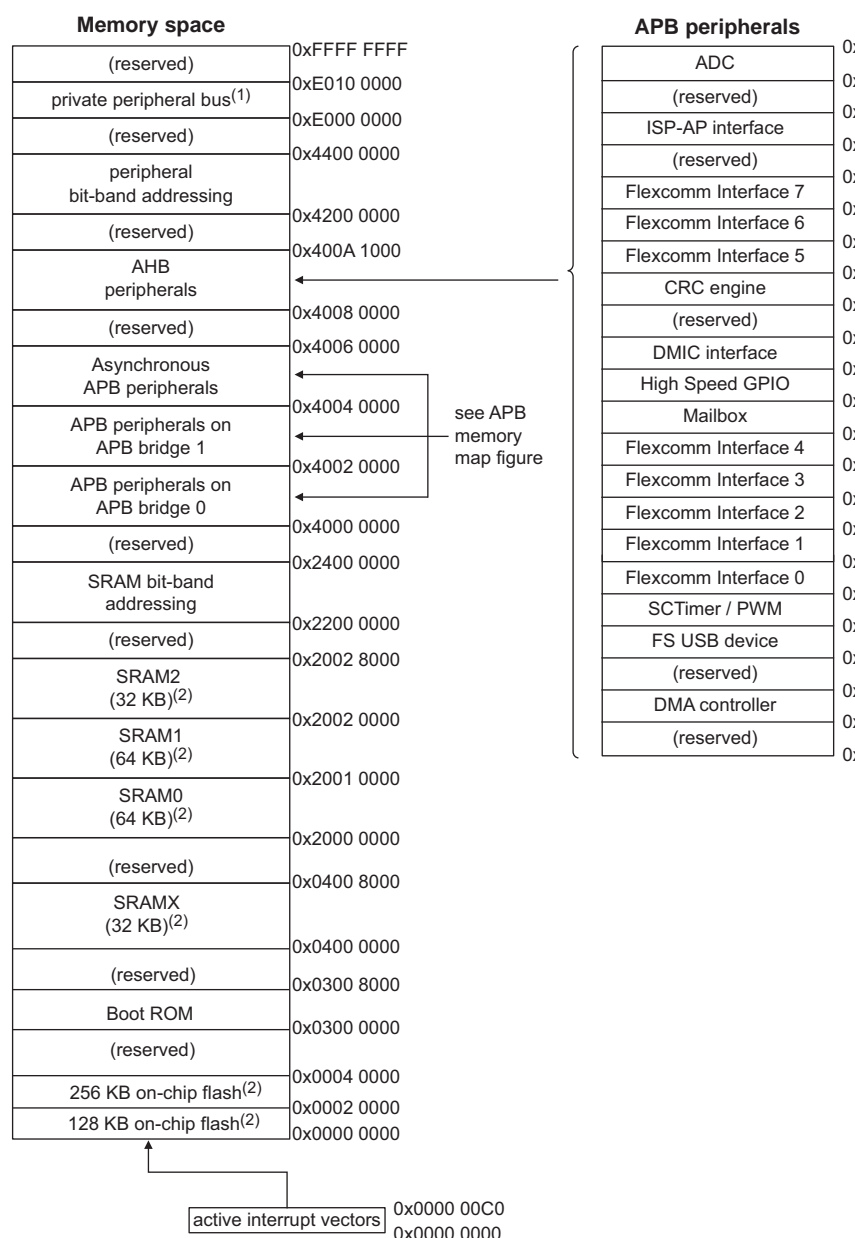 Memory space
0xFFFF FFFF
(reserved)
0xE010 0000
private peripheral bus(1)
0xE000 0000
(reserved)
0x4400 0000
peripheral
bit-band addressing
0x4200 0000
(reserved)
0x400A 1000
AHB
peripherals
0x4008 0000
(reserved)
0x4006 0000
Asynchronous
APB peripherals
0x4004 0000
APB peripherals on
APB bridge 1
0x4002 0000
APB peripherals on
APB bridge 0
0x4000 0000
(reserved)
0x2400 0000
SRAM bit-band
addressing
0x2200 0000
(reserved)
0x2002 8000
SRAM2
(32 KB)(2)
0x2002 0000
SRAM1
(64 KB)(2)
0x2001 0000
SRAM0
(64 KB)(2)
0x2000 0000
(reserved)
0x0400 8000
SRAMX
(32 KB)(2)
0x0400 0000
(reserved)
0x0300 8000
Boot ROM
0x0300 0000
(reserved)
0x0004 0000
256 KB on-chip flash(2)
0x0002 0000
128 KB on-chip flash(2)
0x0000 0000
active interrupt vectors
0x0000 00C0
0x0000 0000
see APB
memory
map figure
APB peripherals
ADC
(reserved)
ISP-AP interface
(reserved)
Flexcomm Interface 7
Flexcomm Interface 6
Flexcomm Interface 5
CRC engine
(reserved)
DMIC interface
High Speed GPIO
Mailbox
Flexcomm Interface 4
Flexcomm Interface 3
Flexcomm Interface 2
Flexcomm Interface 1
Flexcomm Interface 0
SCTimer / PWM
FS USB device
(reserved)
DMA controller
(reserved)